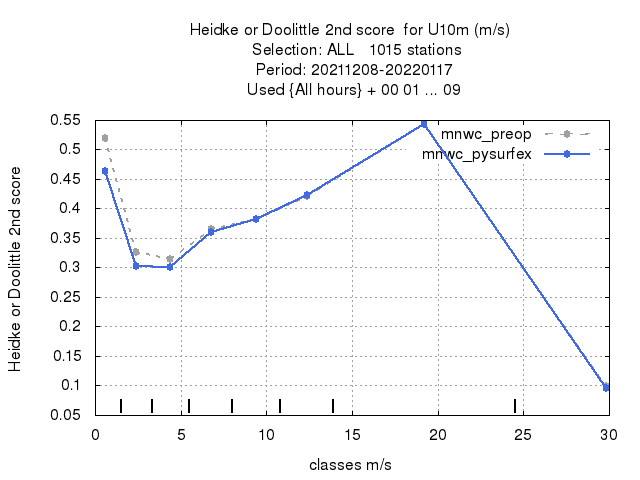 Heidke or Doolittle 2nd score  for U10m (m/s)
Selection: ALL   1015 stations
Period: 20211208-20220117
Used {All hours} + 00 01 ... 09
mnwc_preop
mnwc_pysurfex
Heidke or Doolittle 2nd score
0.55
0.5
0.45
0.4
0.35
0.3
0.25
0.2
0.15
0.1
0.05
0 5 10 15 20 25 30
classes m/s